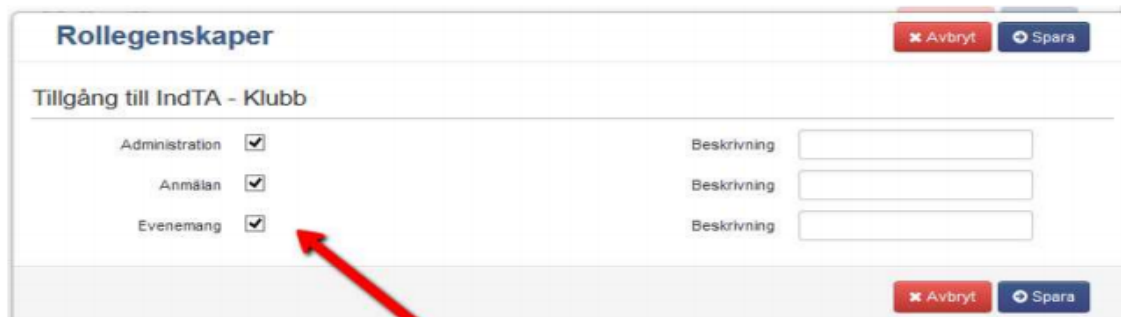 Rollegenskaper Avbryt Spara
Tillgång till IndTA - Klubb
Administration Beskrivning
Anmälan Beskrivning
Evenemang Beskrivning
Avbryt Spara